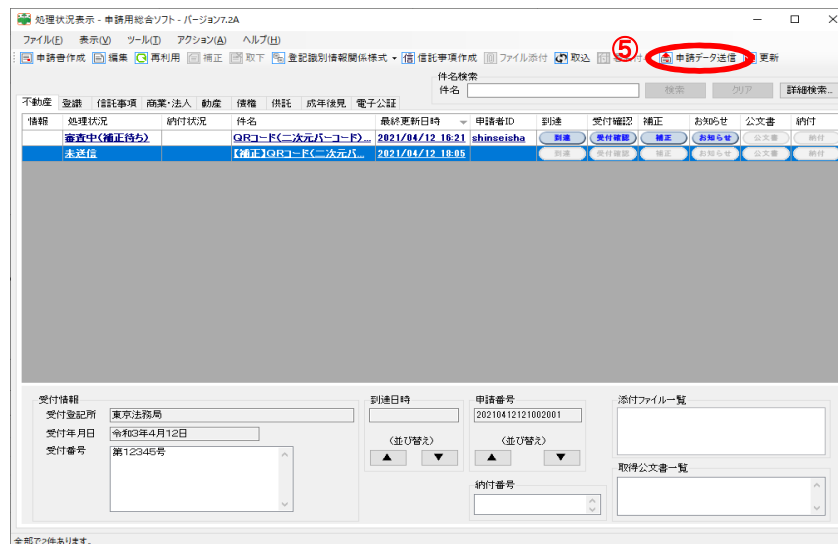 処理状況表示 - 申請用総合ソフト - バージョン7.2A
ファイル(F) 表示(V) ツール(T) アクション(A) ヘルプ(H)
申請書作成 編集 再利用 補正 取下 登記識別情報関係様式 信託事項作成 ファイル添付 取込 ⑤ 申請データ送信 更新
件名検索
件名 検索 クリア 詳細検索...
不動産 登識 信託事項 商業・法人 動産 債権 供託 成年後見 電子公証
情報 処理状況 納付状況 件名 最終更新日時 申請者ID 到達 受付確認 補正 お知らせ 公文書 納付
審査中(補正待ち) QRコード(二次元バーコード)... 2021/04/12 16:21 shinseisha 到達 受付確認 補正 お知らせ 公文書 納付
未送信 【補正】QRコード(二次元バ... 2021/04/12 18:05 到達 受付確認 補正 お知らせ 公文書 納付
受付情報 到達日時 申請番号 添付ファイル一覧
受付登記所 東京法務局 20210412121002001
受付年月日 令和3年4月12日
(並び替え) (並び替え)
受付番号 第12345号
▲ ▼ ▲ ▼
取得公文書一覧
納付番号
全部で2件あります。